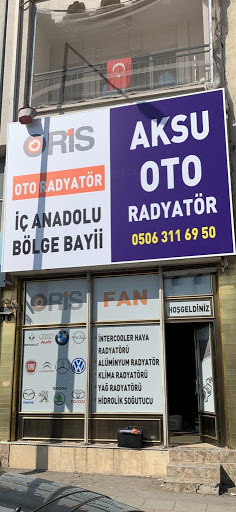 ORIS
OTO RADYATÖR
İÇ ANADOLU
BÖLGE BAYİİ
AKSU
OTO
RADYATÖR
0506 311 69 50
ORIS FAN
HOŞGELDİNİZ
İNTERCOOLER HAVA
RADYATÖRÜ
ALÜMİNYUM RADYATÖR
KLİMA RADYATÖRÜ
YAĞ RADYATÖRÜ
HİDROLİK SOĞUTUCU